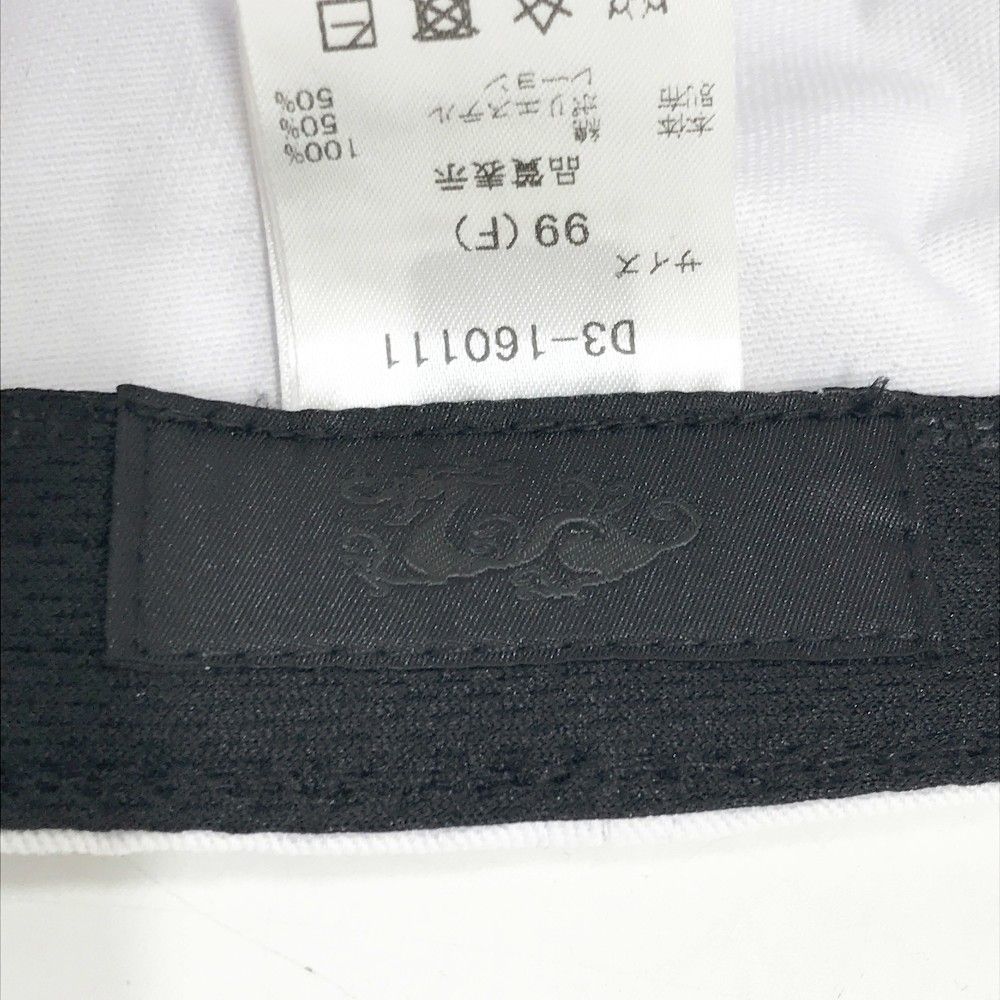 D3-160111
サイズ
99 (F)
品質表示
本体 綿 100%
別布 ポリエステル 50%
レーヨン 50%